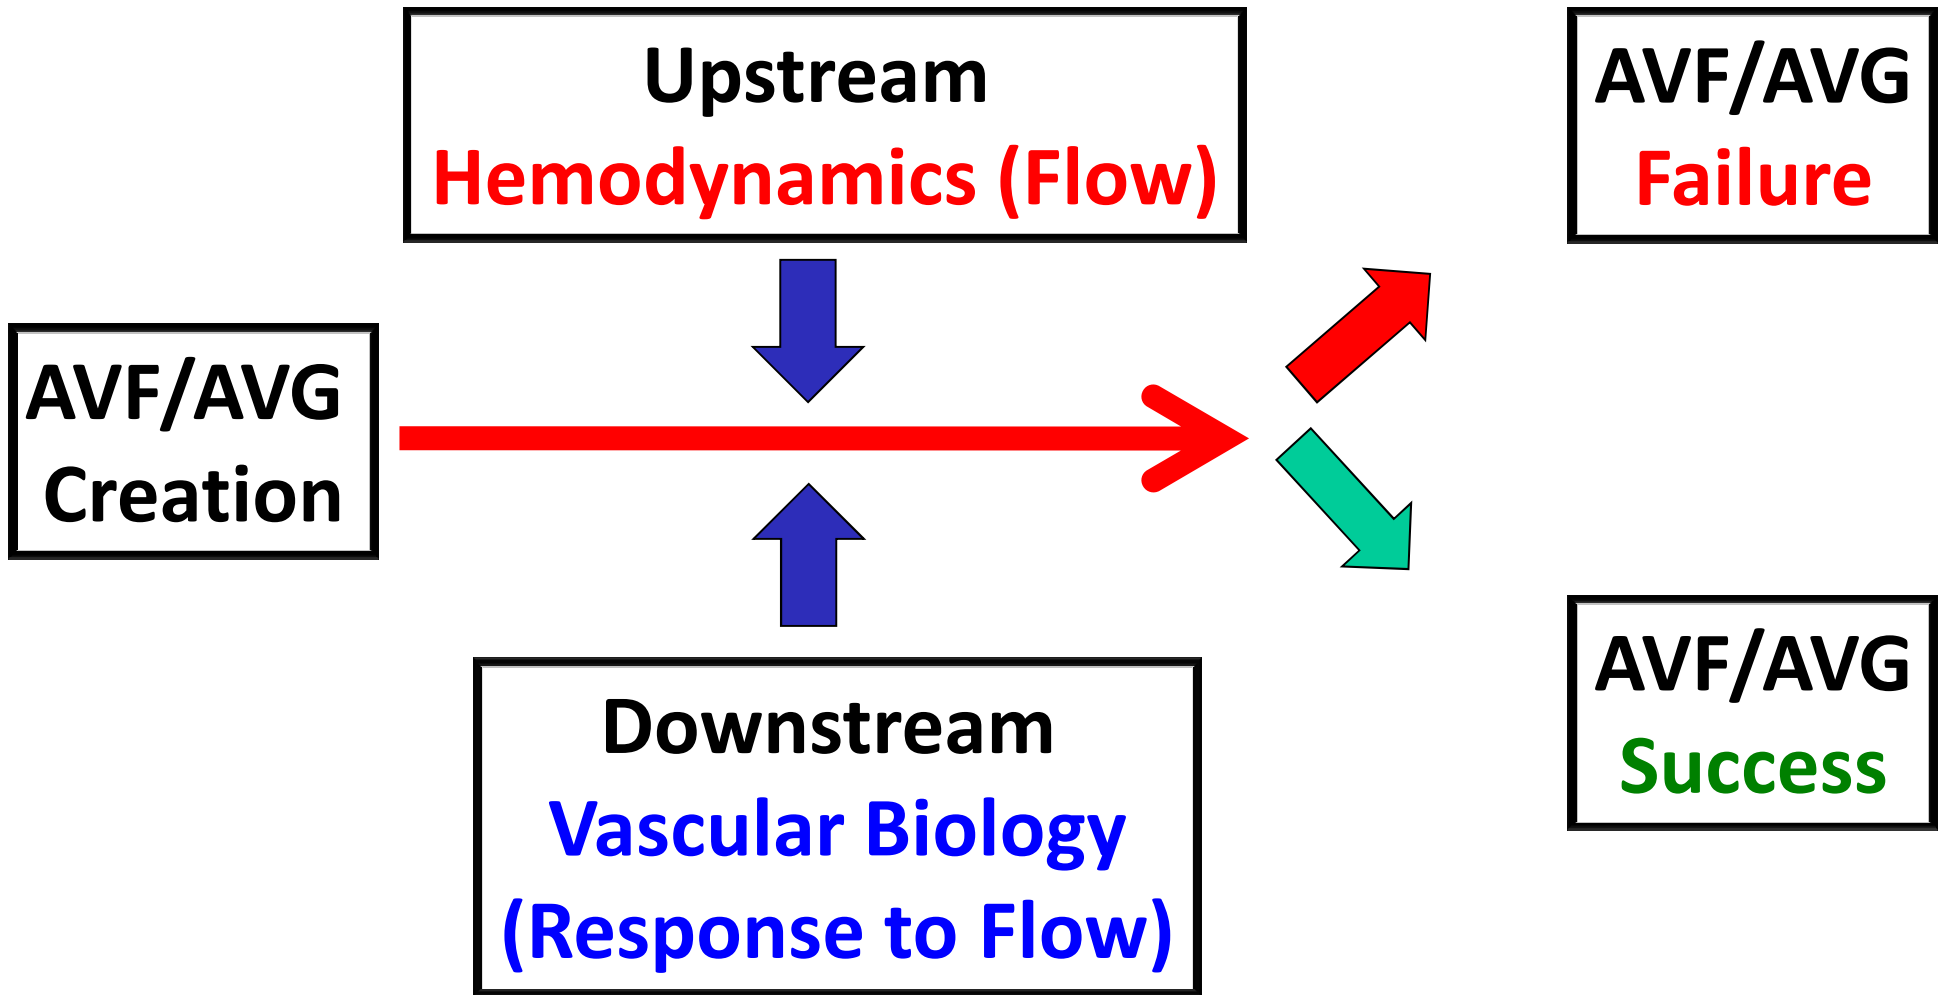 Upstream
Hemodynamics (Flow)
AVF/AVG
Failure
AVF/AVG
Creation
Downstream
Vascular Biology
(Response to Flow)
AVF/AVG
Success